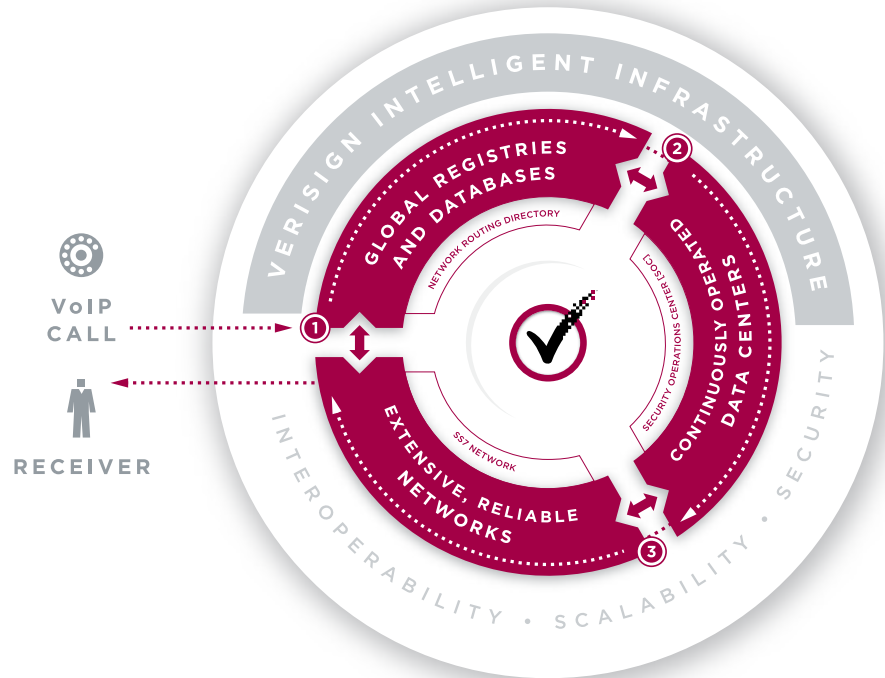 VERISIGN INTELLIGENT INFRASTRUCTURE
GLOBAL REGISTRIES
AND DATABASES
NETWORK ROUTING DIRECTORY
2
CONTINUOUSLY OPERATED
DATA CENTERS
SECURITY OPERATIONS CENTER [SOC]
VoIP
CALL
1
RECEIVER
EXTENSIVE, RELIABLE
NETWORKS
SS7 NETWORK
3
INTEROPERABILITY • SCALABILITY • SECURITY